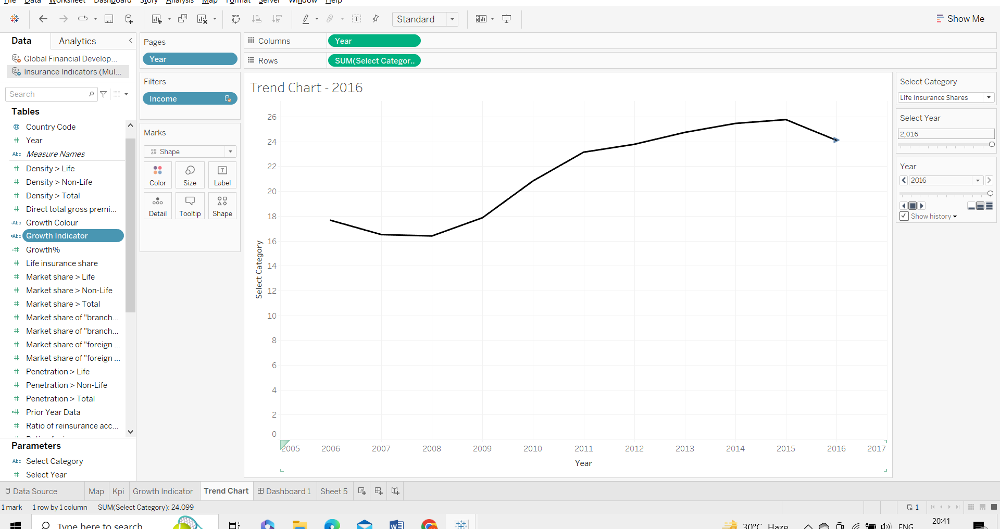 File Data Worksheet Dashboard Story Analysis Map Format Server Window Help
Standard
Show Me
Data Analytics
Global Financial Develop...
Insurance Indicators (Mul...
Search
Tables
Country Code
Year
Abc Measure Names
Density > Life
Density > Non-Life
Density > Total
Direct total gross premi...
=Abc Growth Colour
=Abc Growth Indicator
Growth%
Life insurance share
Market share > Life
Market share > Non-Life
Market share > Total
Market share of "branch...
Market share of "branch...
Market share of "foreign ...
Market share of "foreign ...
Penetration > Life
Penetration > Non-Life
Penetration > Total
Prior Year Data
Ratio of reinsurance acc...
Parameters
Abc Select Category
Select Year
Pages
Year
Filters
Income
Marks
Shape
Color Size Label
Detail Tooltip Shape
Columns Year
Rows SUM(Select Categor..
Trend Chart - 2016
26
24
22
20
18
16
14
12
10
8
6
4
2
0
Select Category
2005 2006 2007 2008 2009 2010 2011 2012 2013 2014 2015 2016 2017
Year
Select Category
Life Insurance Shares
Select Year
2,016
Year
2016
Show history
Data Source Map Kpi Growth Indicator Trend Chart Dashboard 1 Sheet 5
1 mark 1 row by 1 column SUM(Select Category): 24.099
1
Type here to search
30°C Haze
ENG
20:41